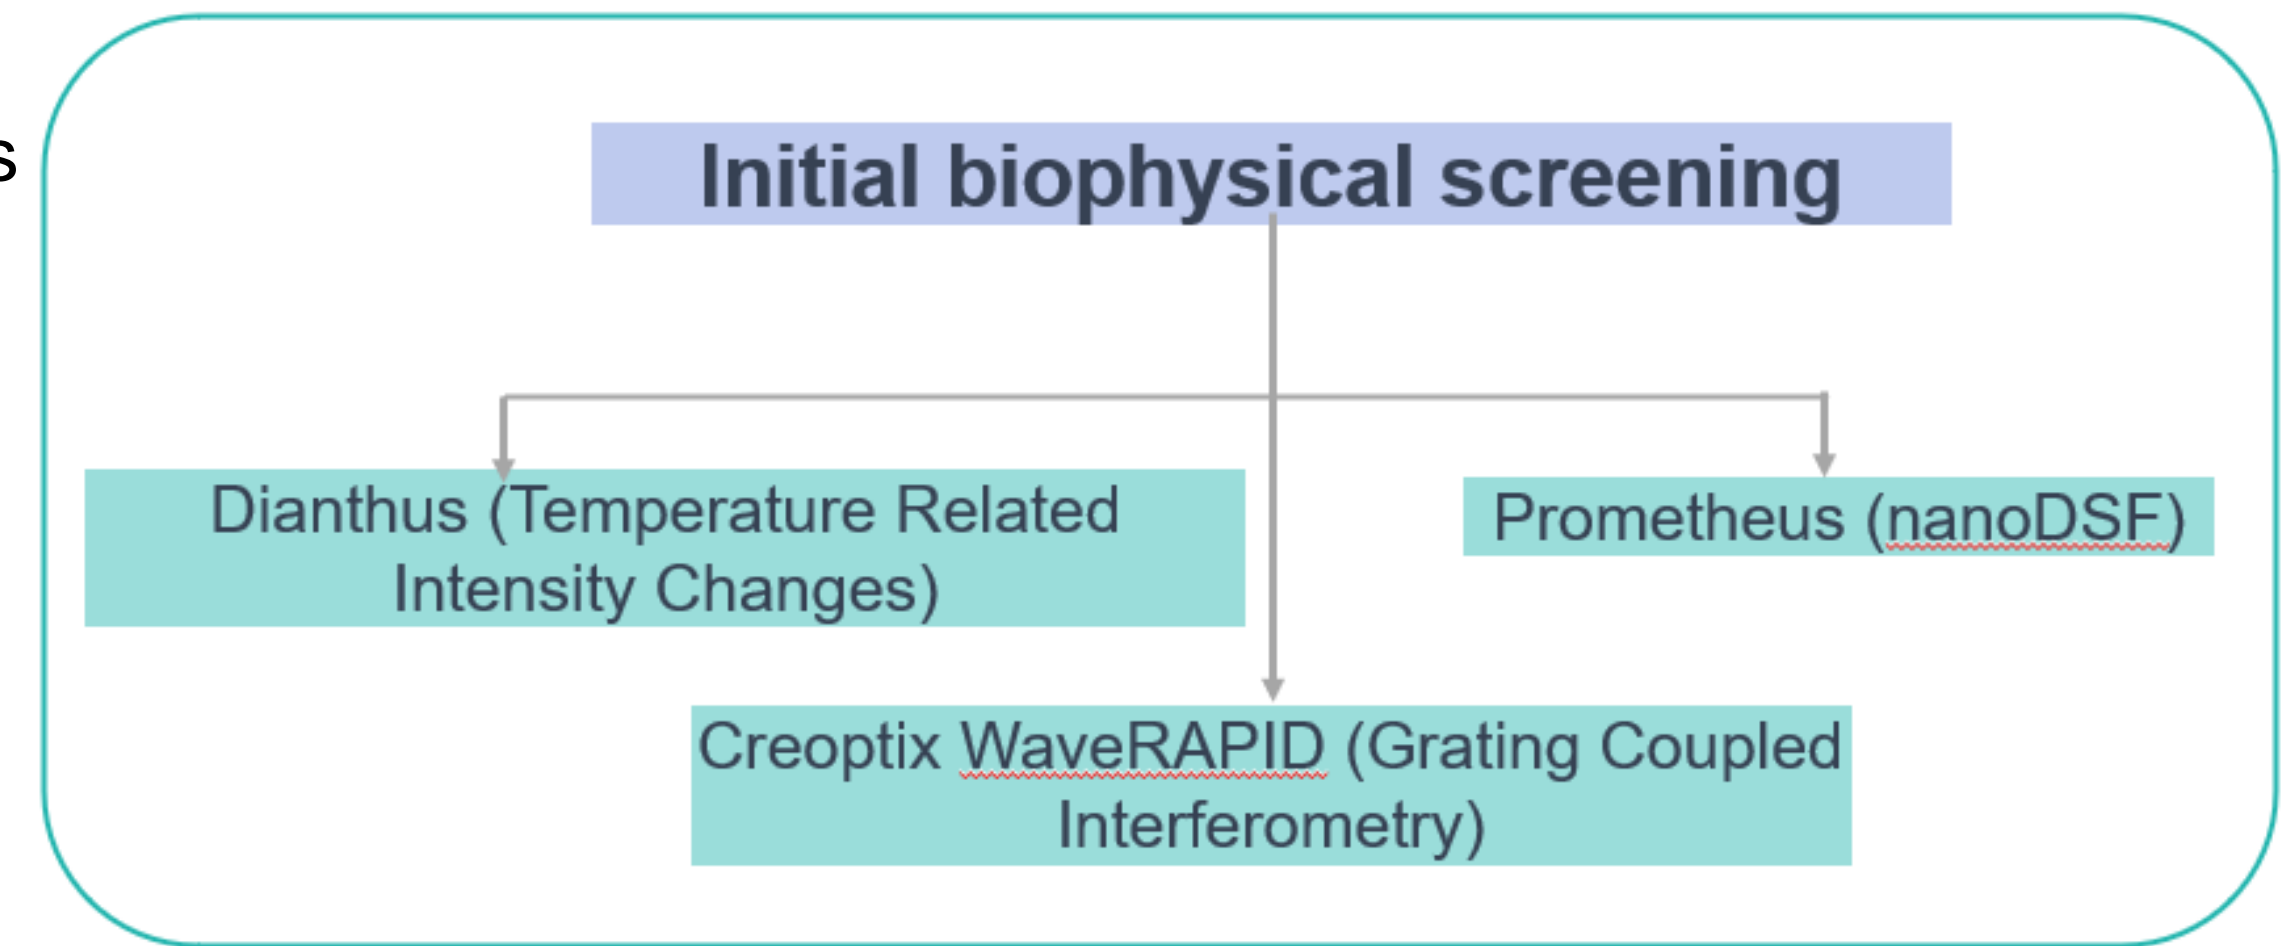 s
Initial biophysical screening
Dianthus (Temperature Related
Intensity Changes)
Prometheus (nanoDSF)
Creoptix WaveRAPID (Grating Coupled
Interferometry)